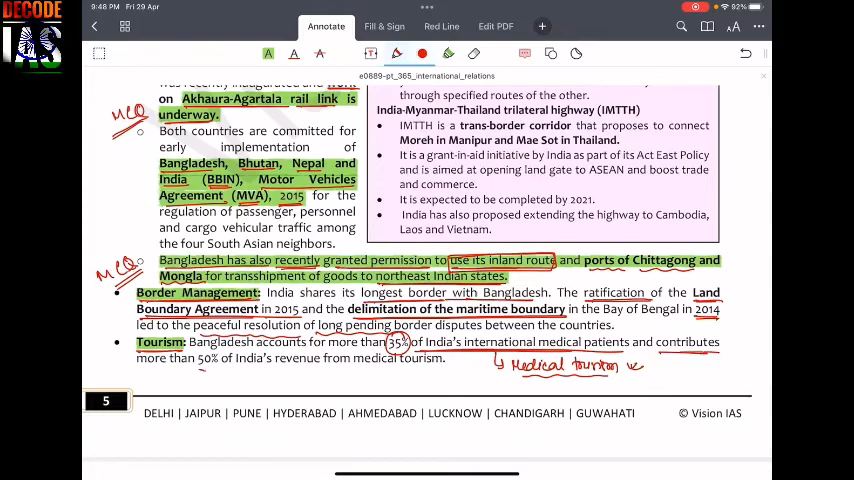 DECODE
IAS
9:48 PM Fri 29 Apr
92%
Annotate
Fill & Sign
Red Line
Edit PDF
e0889-pt_365_international_relations
was recently inaugurated and work
on Akhaura-Agartala rail link is
underway.
MCQ
Both countries are committed for
early implementation of
Bangladesh, Bhutan, Nepal and
India (BBIN), Motor Vehicles
Agreement (MVA), 2015 for the
regulation of passenger, personnel
and cargo vehicular traffic among
the four South Asian neighbors.
through specified routes of the other.
India-Myanmar-Thailand trilateral highway (IMTTH)
• IMTTH is a trans-border corridor that proposes to connect
Moreh in Manipur and Mae Sot in Thailand.
• It is a grant-in-aid initiative by India as part of its Act East Policy
and is aimed at opening land gate to ASEAN and boost trade
and commerce.
• It is expected to be completed by 2021.
• India has also proposed extending the highway to Cambodia,
Laos and Vietnam.
MCQ
Bangladesh has also recently granted permission to use its inland route and ports of Chittagong and
Mongla for transshipment of goods to northeast Indian states.
• Border Management: India shares its longest border with Bangladesh. The ratification of the Land
Boundary Agreement in 2015 and the delimitation of the maritime boundary in the Bay of Bengal in 2014
led to the peaceful resolution of long pending border disputes between the countries.
• Tourism: Bangladesh accounts for more than 35% of India's international medical patients and contributes
more than 50% of India's revenue from medical tourism.
Medical tourism
5
DELHI | JAIPUR | PUNE | HYDERABAD | AHMEDABAD | LUCKNOW | CHANDIGARH | GUWAHATI
© Vision IAS